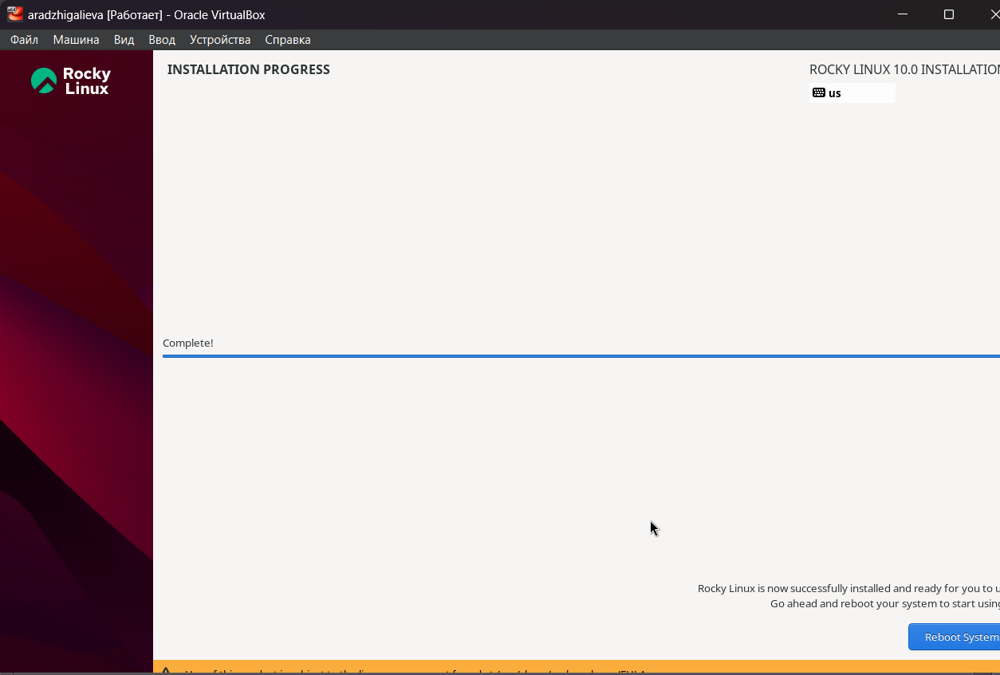 aradzhigalieva [Работает] - Oracle VirtualBox
Файл Машина Вид Ввод Устройства Справка
Rocky
Linux
INSTALLATION PROGRESS
ROCKY LINUX 10.0 INSTALLATION
us
Complete!
Rocky Linux is now successfully installed and ready for you to u
Go ahead and reboot your system to start using
Reboot System